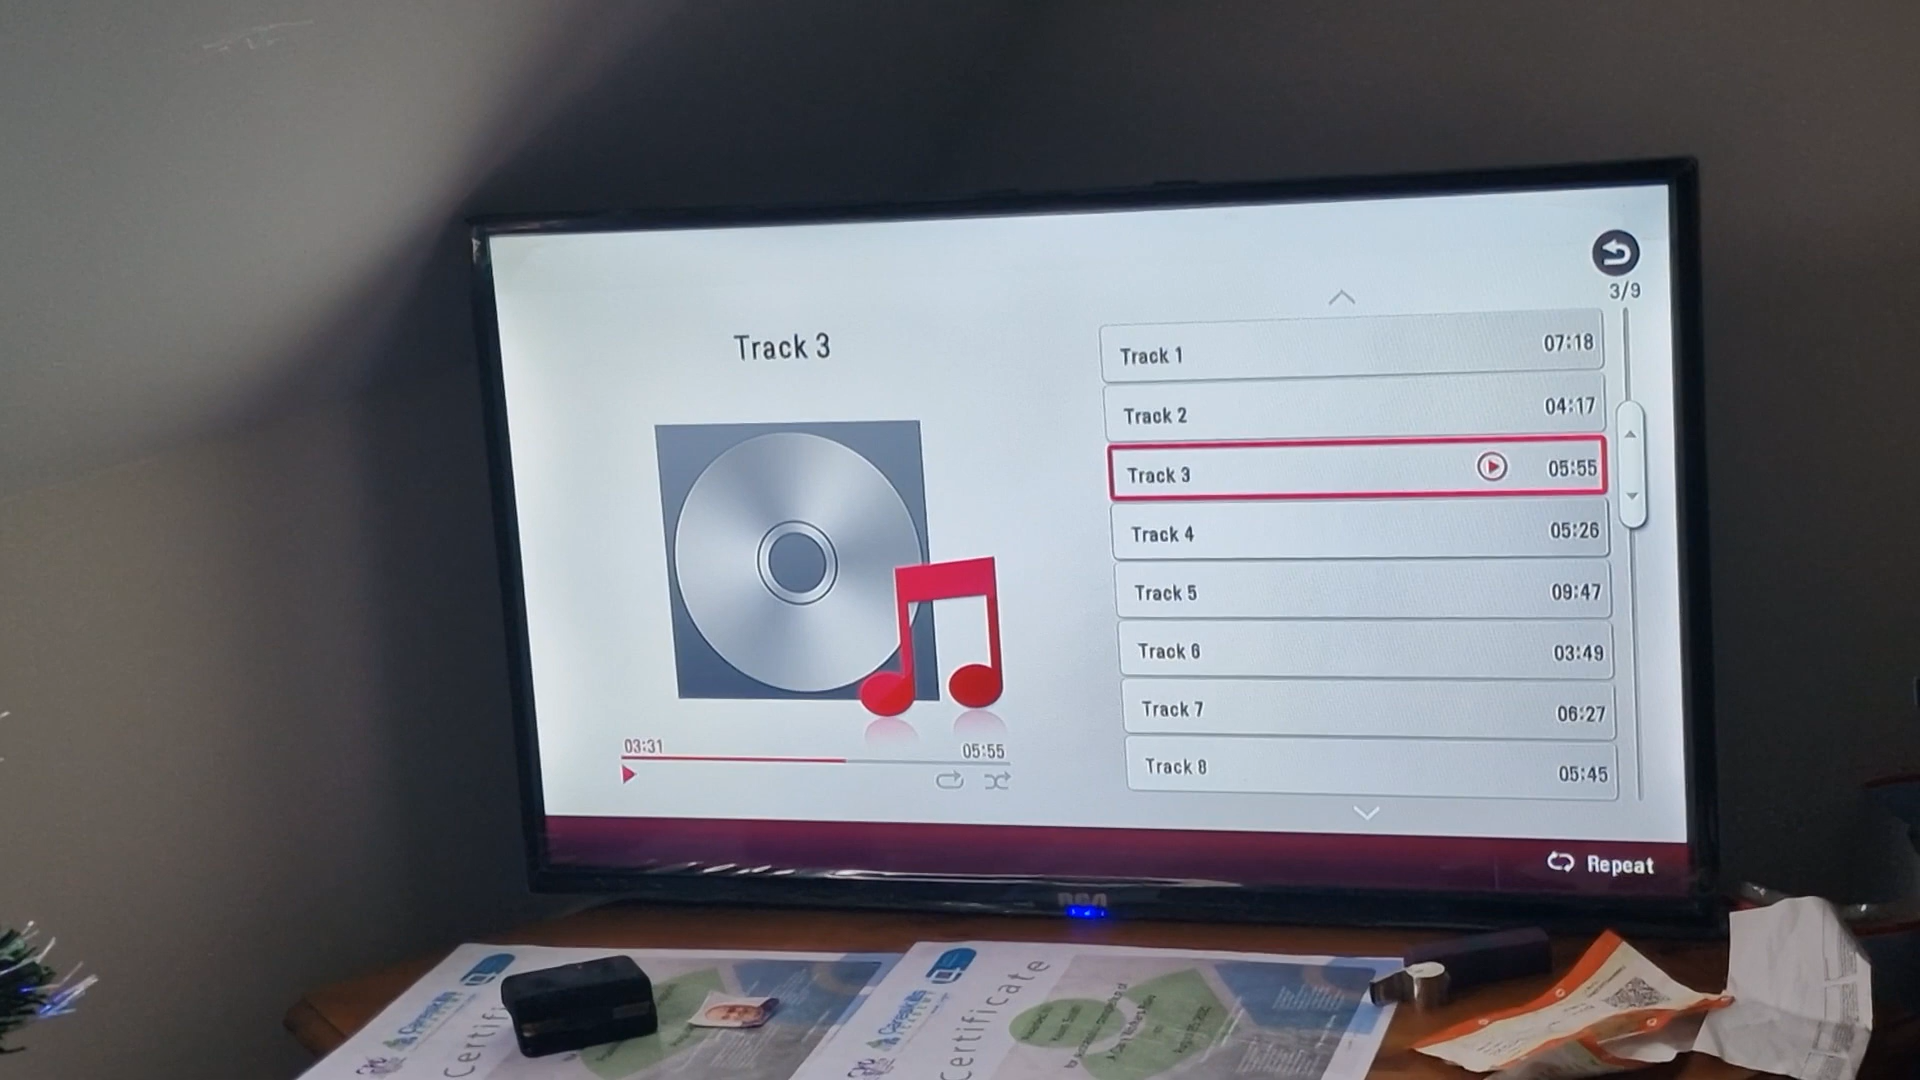 3/9
Track 3
Track 1 07:18
Track 2 04:17
Track 3 05:55
Track 4 05:26
Track 5 09:47
Track 6 03:49
Track 7 06:27
Track 8 05:45
03:31 05:55
Repeat
RCA
Certificate